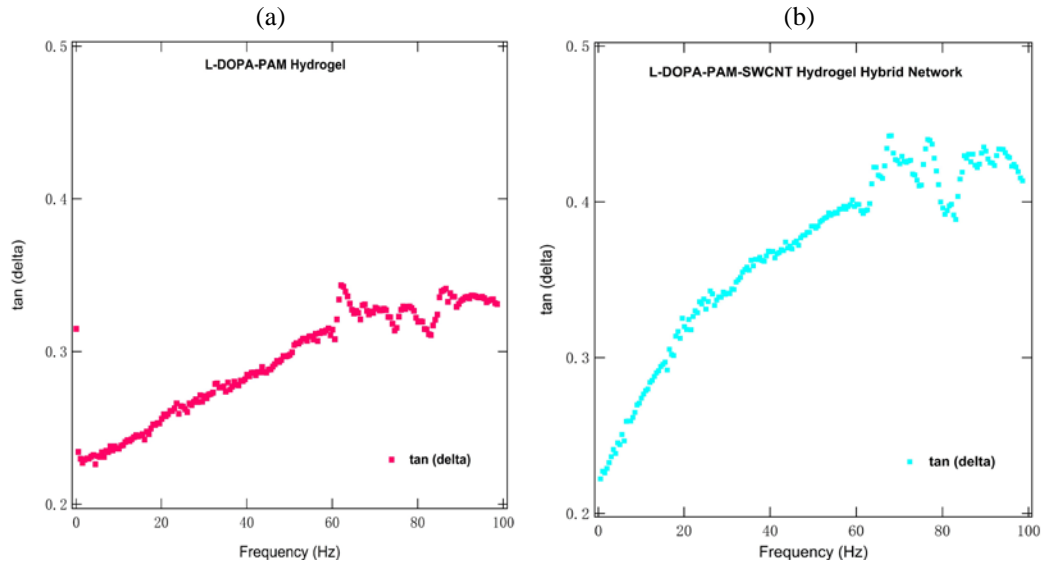 (a)
L-DOPA-PAM Hydrogel
tan (delta)
0.5
0.4
0.3
0.2
tan (delta)
0 20 40 60 80 100
Frequency (Hz)
(b)
L-DOPA-PAM-SWCNT Hydrogel Hybrid Network
tan (delta)
0.5
0.4
0.3
0.2
tan (delta)
0 20 40 60 80 100
Frequency (Hz)